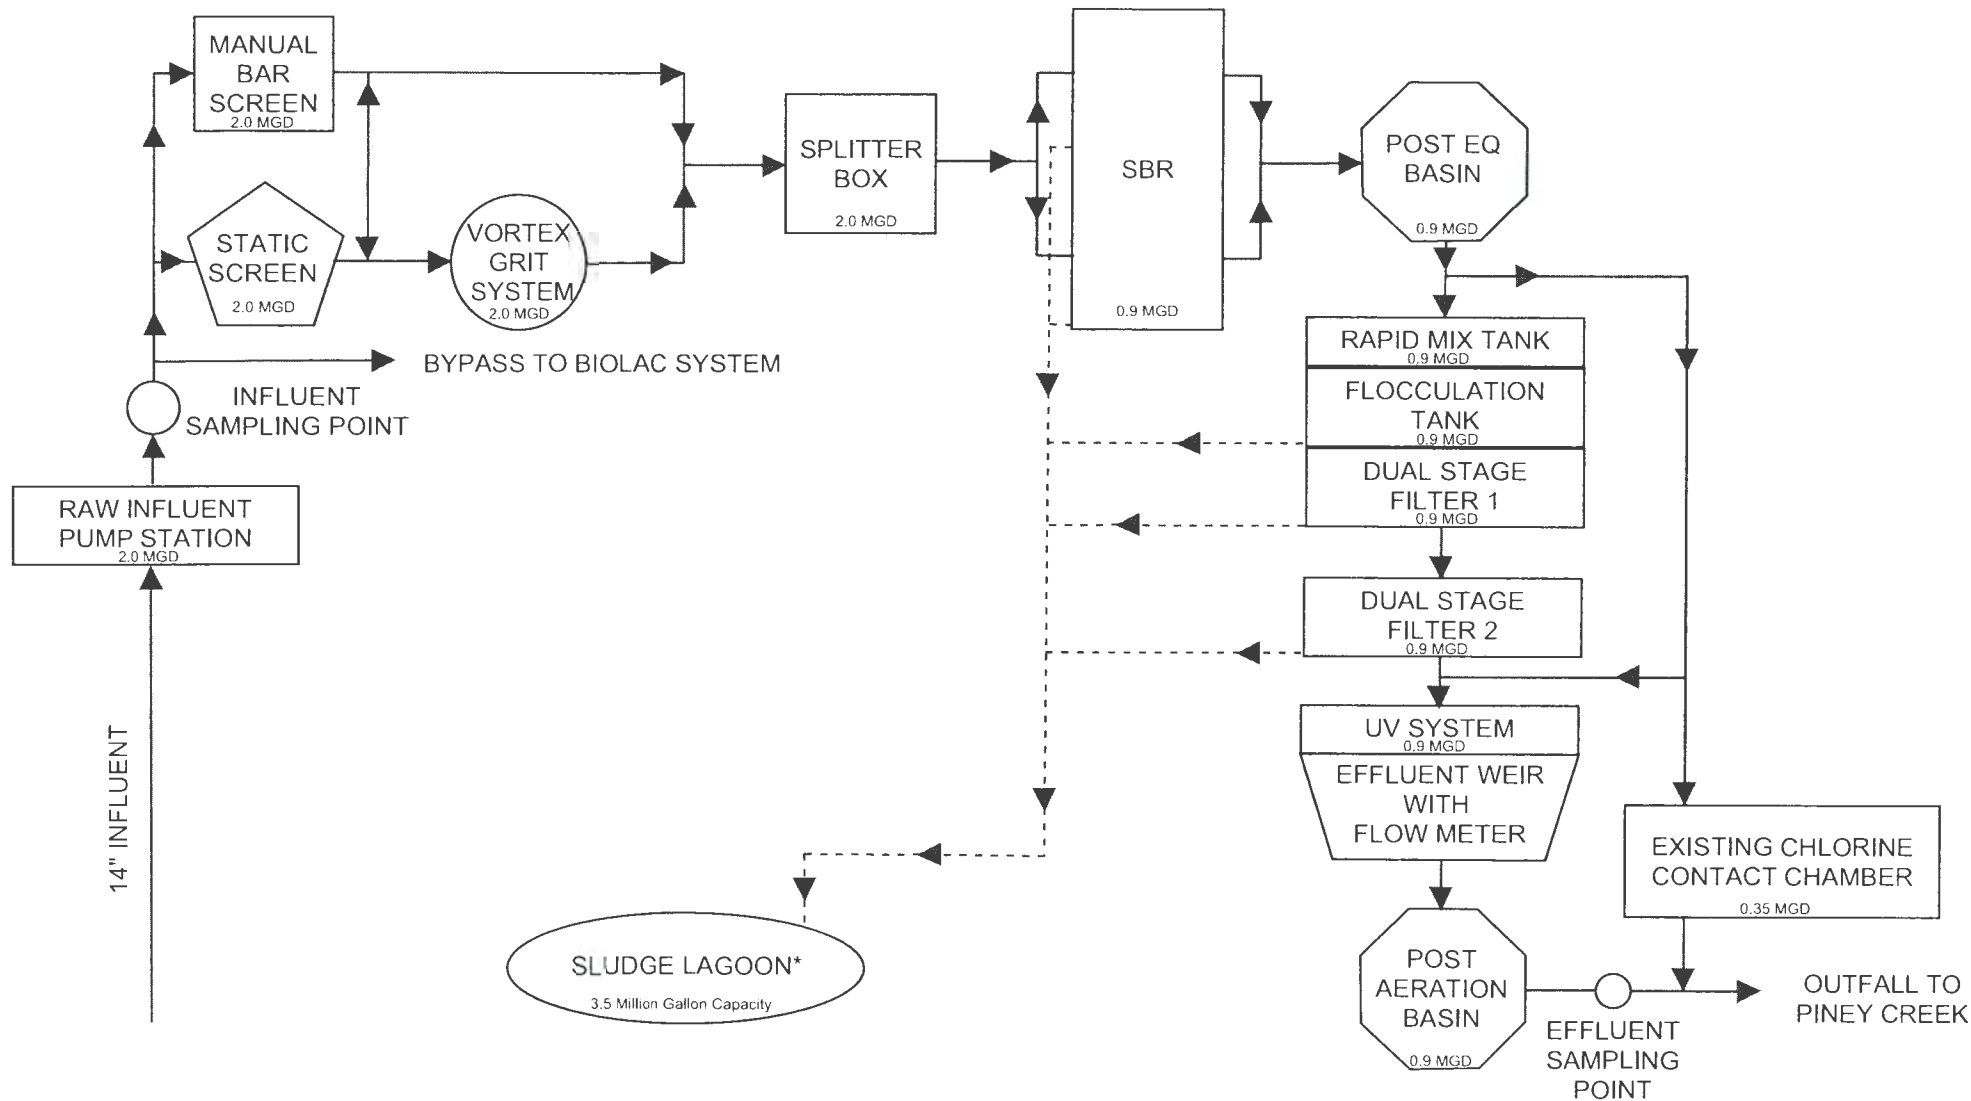 MANUAL
BAR
SCREEN
2.0 MGD
STATIC
SCREEN
2.0 MGD
VORTEX
GRIT
SYSTEM
2.0 MGD
SPLITTER
BOX
2.0 MGD
SBR
0.9 MGD
POST EQ
BASIN
0.9 MGD
BYPASS TO BIOLAC SYSTEM
INFLUENT
SAMPLING POINT
RAW INFLUENT
PUMP STATION
2.0 MGD
14" INFLUENT
RAPID MIX TANK
0.9 MGD
FLOCCULATION
TANK
0.9 MGD
DUAL STAGE
FILTER 1
0.9 MGD
DUAL STAGE
FILTER 2
0.9 MGD
UV SYSTEM
0.9 MGD
EFFLUENT WEIR
WITH
FLOW METER
EXISTING CHLORINE
CONTACT CHAMBER
0.35 MGD
SLUDGE LAGOON*
3.5 Million Gallon Capacity
POST
AERATION
BASIN
0.9 MGD
EFFLUENT
SAMPLING
POINT
OUTFALL TO
PINEY CREEK